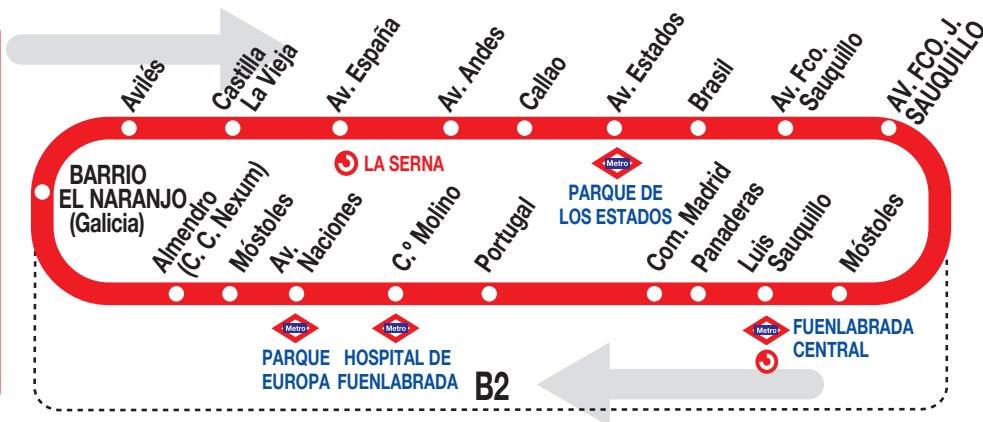 Avilés
Castilla
La Vieja
Av. España
Av. Andes
Callao
Av. Estados
Brasil
Av. Fco.
Sauquillo
AV. FCO. J.
SAUQUILLO
LA SERNA
Metro
PARQUE DE
LOS ESTADOS
BARRIO
EL NARANJO
(Galicia)
Almendro
(C. C. Nexum)
Móstoles
Av.
Naciones
C.º Molino
Portugal
Com. Madrid
Panaderas
Luis
Sauquillo
Móstoles
Metro
PARQUE
EUROPA
Metro
HOSPITAL DE
FUENLABRADA
Metro
FUENLABRADA
CENTRAL
B2